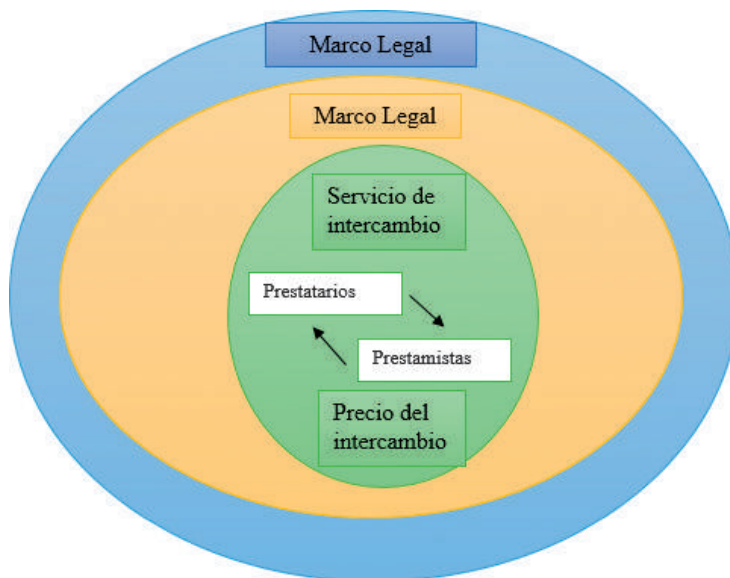 Marco Legal
Marco Legal
Servicio de
intercambio
Prestatarios
Prestamistas
Precio del
intercambio